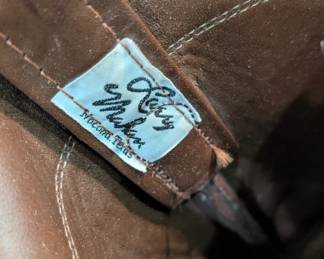 Larry
Mahan
Nocona Texas